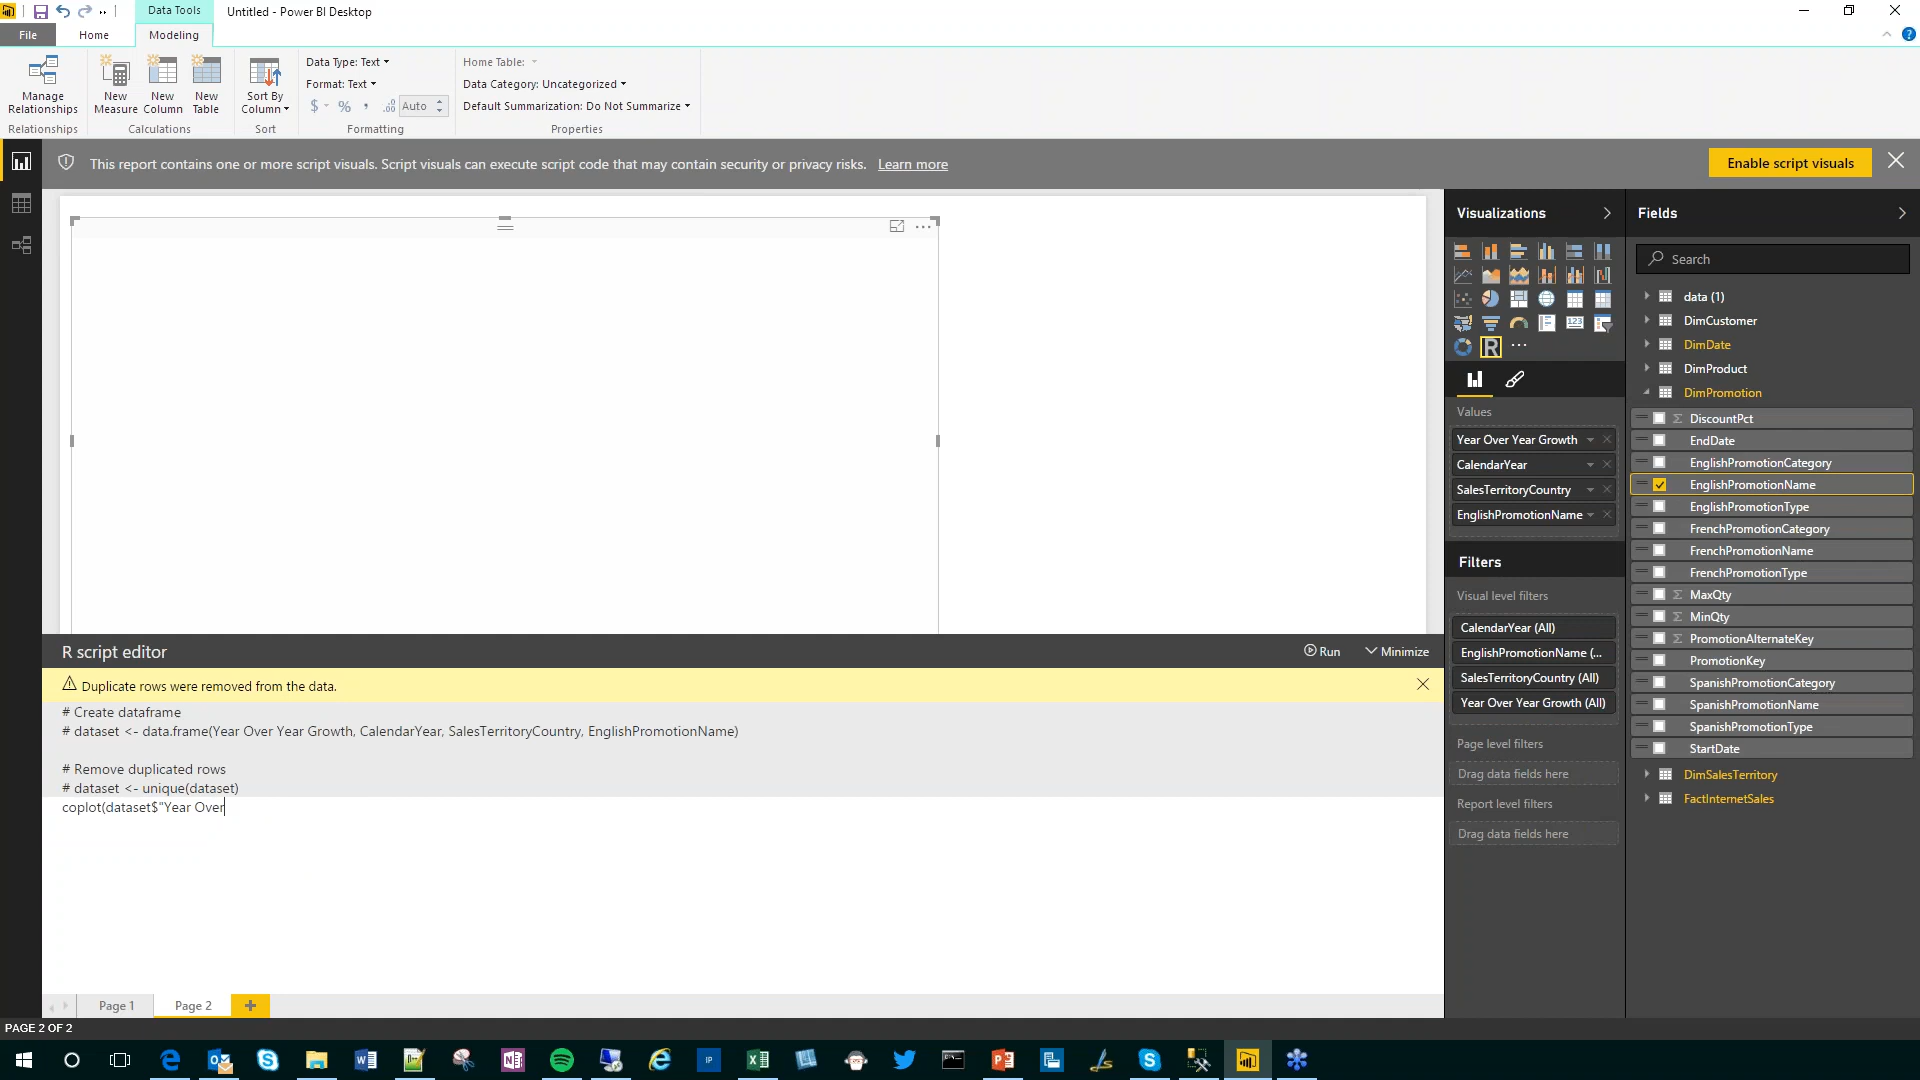 Data Tools
Untitled - Power BI Desktop
File
Home
Modeling
Manage Relationships
New Measure
New Column
New Table
Sort By Column
Data Type: Text
Format: Text
$ % , .00 Auto
Home Table:
Data Category: Uncategorized
Default Summarization: Do Not Summarize
Relationships
Calculations
Sort
Formatting
Properties
This report contains one or more script visuals. Script visuals can execute script code that may contain security or privacy risks. Learn more
Enable script visuals
Visualizations
Fields
Search
Values
Year Over Year Growth
CalendarYear
SalesTerritoryCountry
EnglishPromotionName
Filters
Visual level filters
CalendarYear (All)
EnglishPromotionName (...
SalesTerritoryCountry (All)
Year Over Year Growth (All)
Page level filters
Drag data fields here
Report level filters
Drag data fields here
data (1)
DimCustomer
DimDate
DimProduct
DimPromotion
DiscountPct
EndDate
EnglishPromotionCategory
EnglishPromotionName
EnglishPromotionType
FrenchPromotionCategory
FrenchPromotionName
FrenchPromotionType
MaxQty
MinQty
PromotionAlternateKey
PromotionKey
SpanishPromotionCategory
SpanishPromotionName
SpanishPromotionType
StartDate
DimSalesTerritory
FactInternetSales
R script editor
Run
Minimize
Duplicate rows were removed from the data.
# Create dataframe
# dataset <- data.frame(Year Over Year Growth, CalendarYear, SalesTerritoryCountry, EnglishPromotionName)
# Remove duplicated rows
# dataset <- unique(dataset)
coplot(dataset$"Year Over
Page 1
Page 2
PAGE 2 OF 2